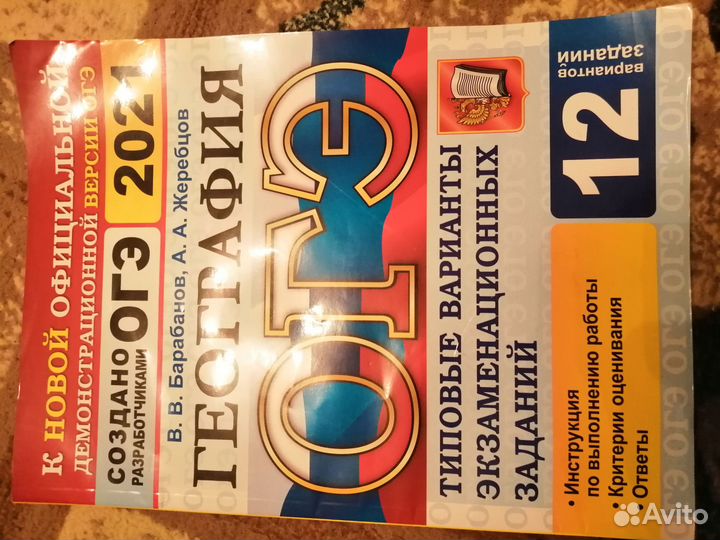 К НОВОЙ ОФИЦИАЛЬНОЙ
ДЕМОНСТРАЦИОННОЙ ВЕРСИИ ОГЭ
СОЗДАНО
РАЗРАБОТЧИКАМИ
ОГЭ
2021
В. В. Барабанов, А. А. Жеребцов
ГЕОГРАФИЯ
ОГЭ
ТИПОВЫЕ ВАРИАНТЫ
ЭКЗАМЕНАЦИОННЫХ
ЗАДАНИЙ
12
вариантов
заданий
• Инструкция
по выполнению работы
• Критерии оценивания
• Ответы
Avito